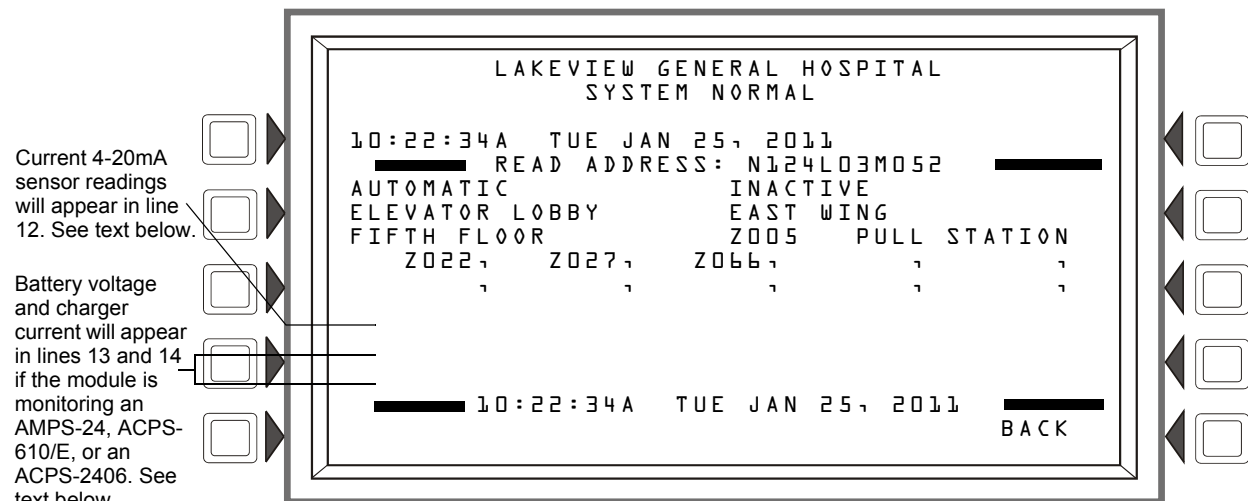 LAKEVIEW GENERAL HOSPITAL
SYSTEM NORMAL
10:22:34A TUE JAN 25, 2011
READ ADDRESS: N124L03M052
AUTOMATIC INACTIVE
ELEVATOR LOBBY EAST WING
FIFTH FLOOR Z005 PULL STATION
Z022, Z027, Z066, , ,
, , , , ,
10:22:34A TUE JAN 25, 2011
BACK
Current 4-20mA
sensor readings
will appear in line
12. See text below.
Battery voltage
and charger
current will appear
in lines 13 and 14
if the module is
monitoring an
AMPS-24, ACPS-
610/E, or an
ACPS-2406. See
text below